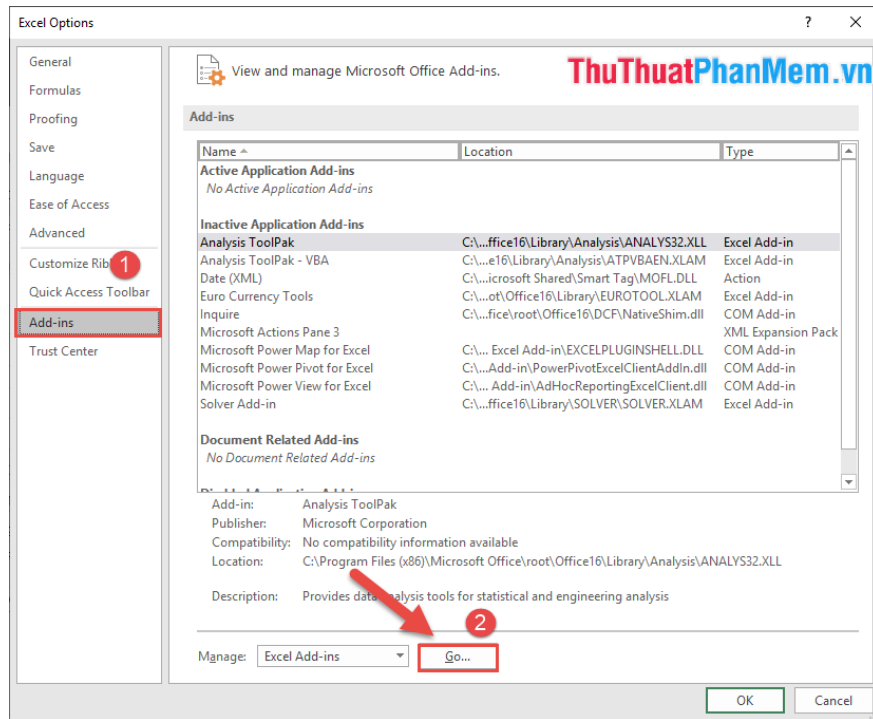 Excel Options
?
General
Formulas
Proofing
Save
Language
Ease of Access
Advanced
Customize Rib
1
Quick Access Toolbar
Add-ins
Trust Center
View and manage Microsoft Office Add-ins.
ThuThuatPhanMem.vn
Add-ins
Name Location Type
Active Application Add-ins
No Active Application Add-ins
Inactive Application Add-ins
Analysis ToolPak C:\...ffice16\Library\Analysis\ANALYS32.XLL Excel Add-in
Analysis ToolPak - VBA C:\...e16\Library\Analysis\ATPVBAEN.XLAM Excel Add-in
Date (XML) C:\...icrosoft Shared\Smart Tag\MOFL.DLL Action
Euro Currency Tools C:\...ot\Office16\Library\EUROTOOL.XLAM Excel Add-in
Inquire C:\...fice\root\Office16\DCF\NativeShim.dll COM Add-in
Microsoft Actions Pane 3 XML Expansion Pack
Microsoft Power Map for Excel C:\... Excel Add-in\EXCELPLUGINSHELL.DLL COM Add-in
Microsoft Power Pivot for Excel C:\...Add-in\PowerPivotExcelClientAddIn.dll COM Add-in
Microsoft Power View for Excel C:\... Add-in\AdHocReportingExcelClient.dll COM Add-in
Solver Add-in C:\...ffice16\Library\SOLVER\SOLVER.XLAM Excel Add-in
Document Related Add-ins
No Document Related Add-ins
Add-in: Analysis ToolPak
Publisher: Microsoft Corporation
Compatibility: No compatibility information available
Location: C:\Program Files (x86)\Microsoft Office\root\Office16\Library\Analysis\ANALYS32.XLL
Description: Provides data analysis tools for statistical and engineering analysis
2
Manage: Excel Add-ins Go...
OK Cancel